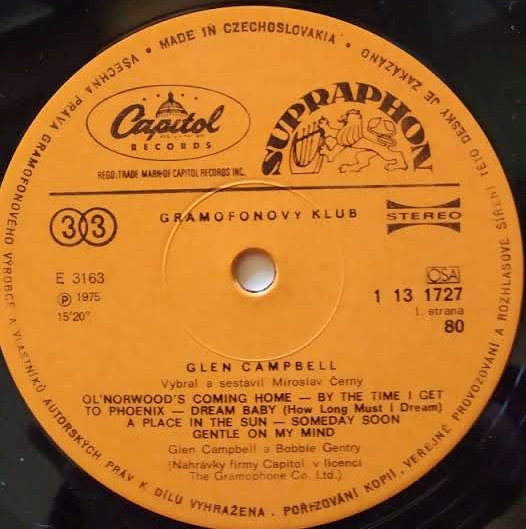 • MADE IN CZECHOSLOVAKIA •
VŠECHNA PRÁVA GRAMOFONOVÉHO VÝROBCE A VLASTNÍKŮ AUTORSKÝCH PRÁV K DÍLU VYHRAŽENA. POŘIZOVÁNÍ KOPIÍ, VEŘEJNÉ PROVOZOVÁNÍ A ROZHLASOVÉ ŠÍŘENÍ TÉTO DESKY JE ZAKÁZÁNO
Capitol
RECORDS
REGD. TRADE MARK·OF CAPITOL RECORDS INC.
SUPRAPHON
33
GRAMOFONOVÝ KLUB
STEREO
E 3163
Ⓟ 1975
15'20"
OSA
1 13 1727
1. strana
80
GLEN CAMPBELL
Vybral a sestavil Miroslav Černý
OL'NORWOOD'S COMING HOME — BY THE TIME I GET
TO PHOENIX — DREAM BABY (How Long Must I Dream)
A PLACE IN THE SUN — SOMEDAY SOON
GENTLE ON MY MIND
Glen Campbell a Bobbie Gentry
(Nahrávky firmy Capitol v licenci
The Gramophone Co. Ltd.)